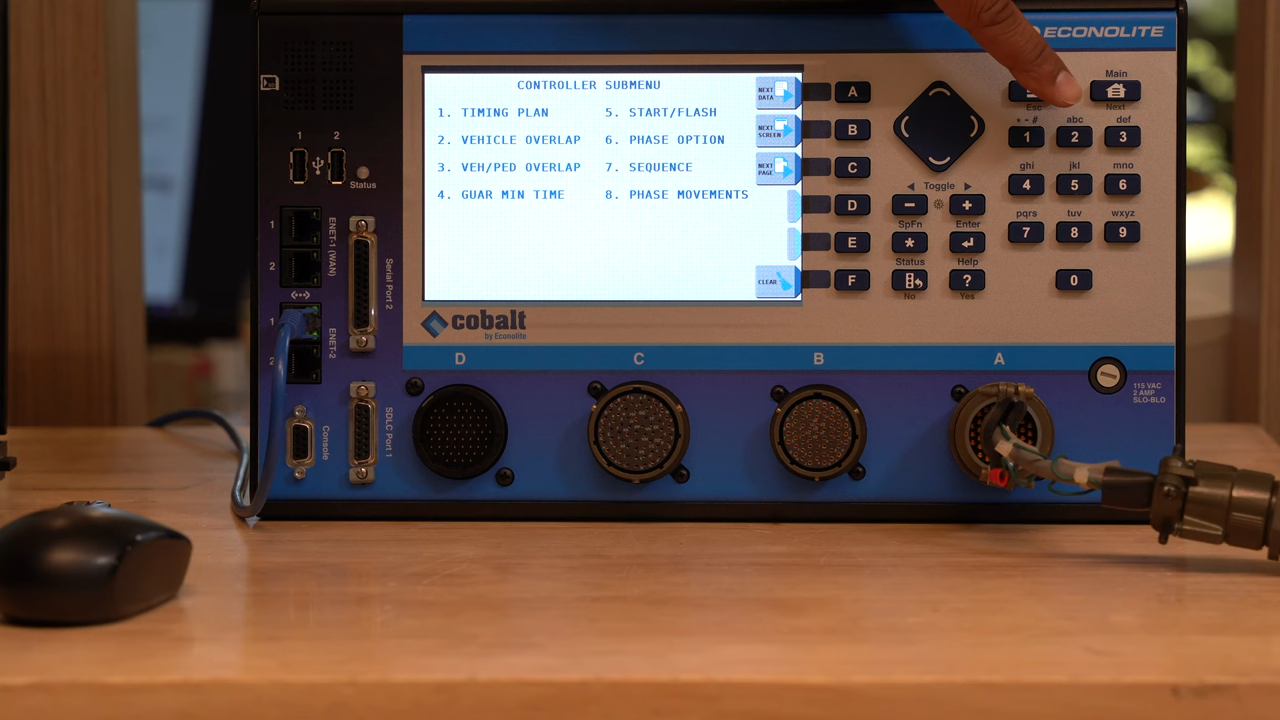 ECONOLITE
CONTROLLER SUBMENU
1. TIMING PLAN
2. VEHICLE OVERLAP
3. VEH/PED OVERLAP
4. GUAR MIN TIME
5. START/FLASH
6. PHASE OPTION
7. SEQUENCE
8. PHASE MOVEMENTS
NEXT
DATA
NEXT
SCREEN
NEXT
PAGE
CLEAR
A
B
C
D
E
F
Main
Esc
Next
* - #
abc
def
1
2
3
ghi
jkl
mno
4
5
6
pqrs
tuv
wxyz
7
8
9
0
◀ Toggle ▶
−
+
SpFn
Enter
*
Status
Help
?
No
Yes
1 2
Status
1
2
ENET-1 (WAN)
1
2
ENET-2
Serial Port 2
Console
SDLC Port 1
cobalt
by Econolite
D
C
B
A
115 VAC
2 AMP
SLO-BLO